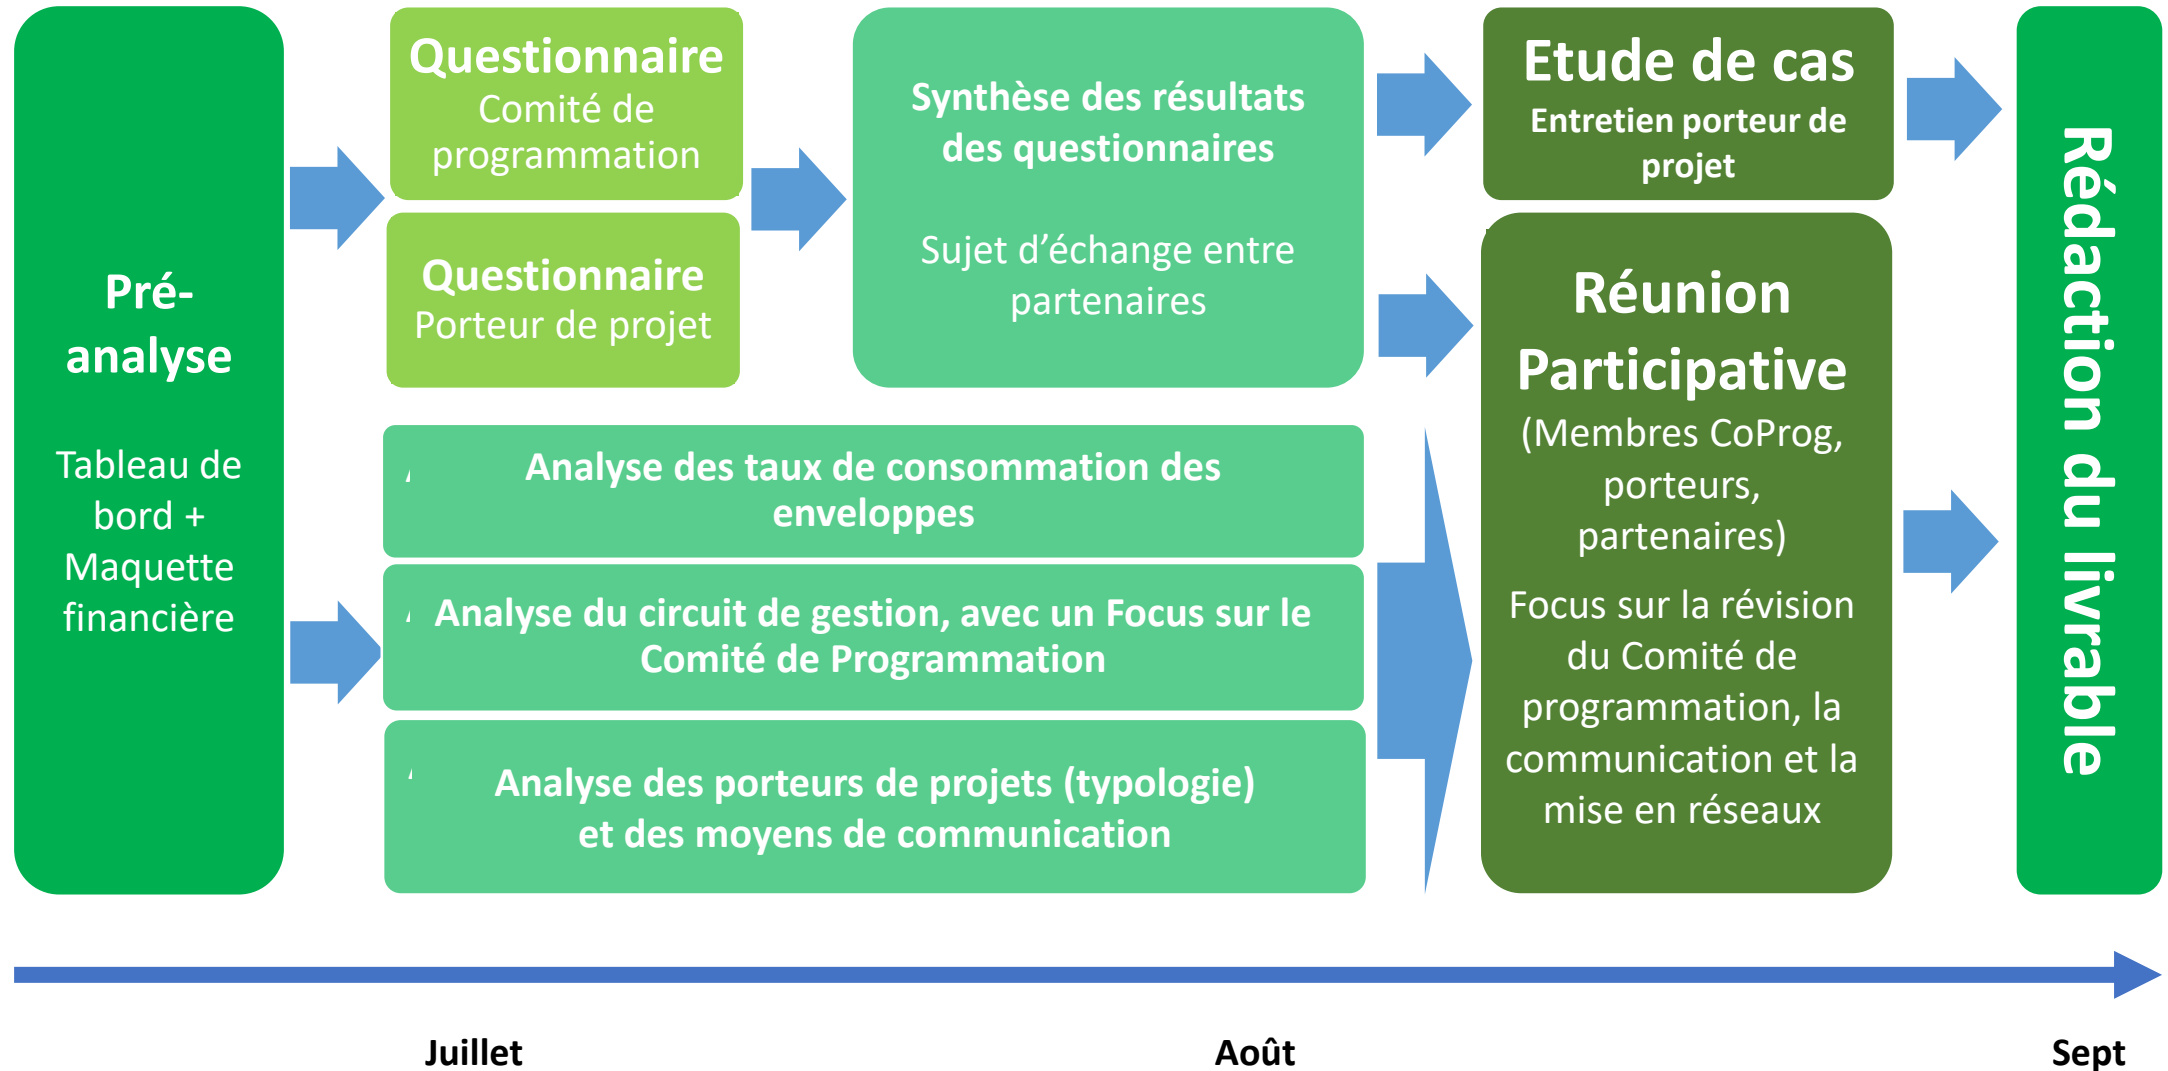 Pré-
analyse
Tableau de
bord +
Maquette
financière
Questionnaire
Comité de
programmation
Questionnaire
Porteur de projet
Synthèse des résultats
des questionnaires
Sujet d’échange entre
partenaires
Analyse des taux de consommation des
enveloppes
Analyse du circuit de gestion, avec un Focus sur le
Comité de Programmation
Analyse des porteurs de projets (typologie)
et des moyens de communication
Etude de cas
Entretien porteur de
projet
Réunion
Participative
(Membres CoProg,
porteurs,
partenaires)
Focus sur la révision
du Comité de
programmation, la
communication et la
mise en réseaux
Rédaction du livrable
Juillet
Août
Sept